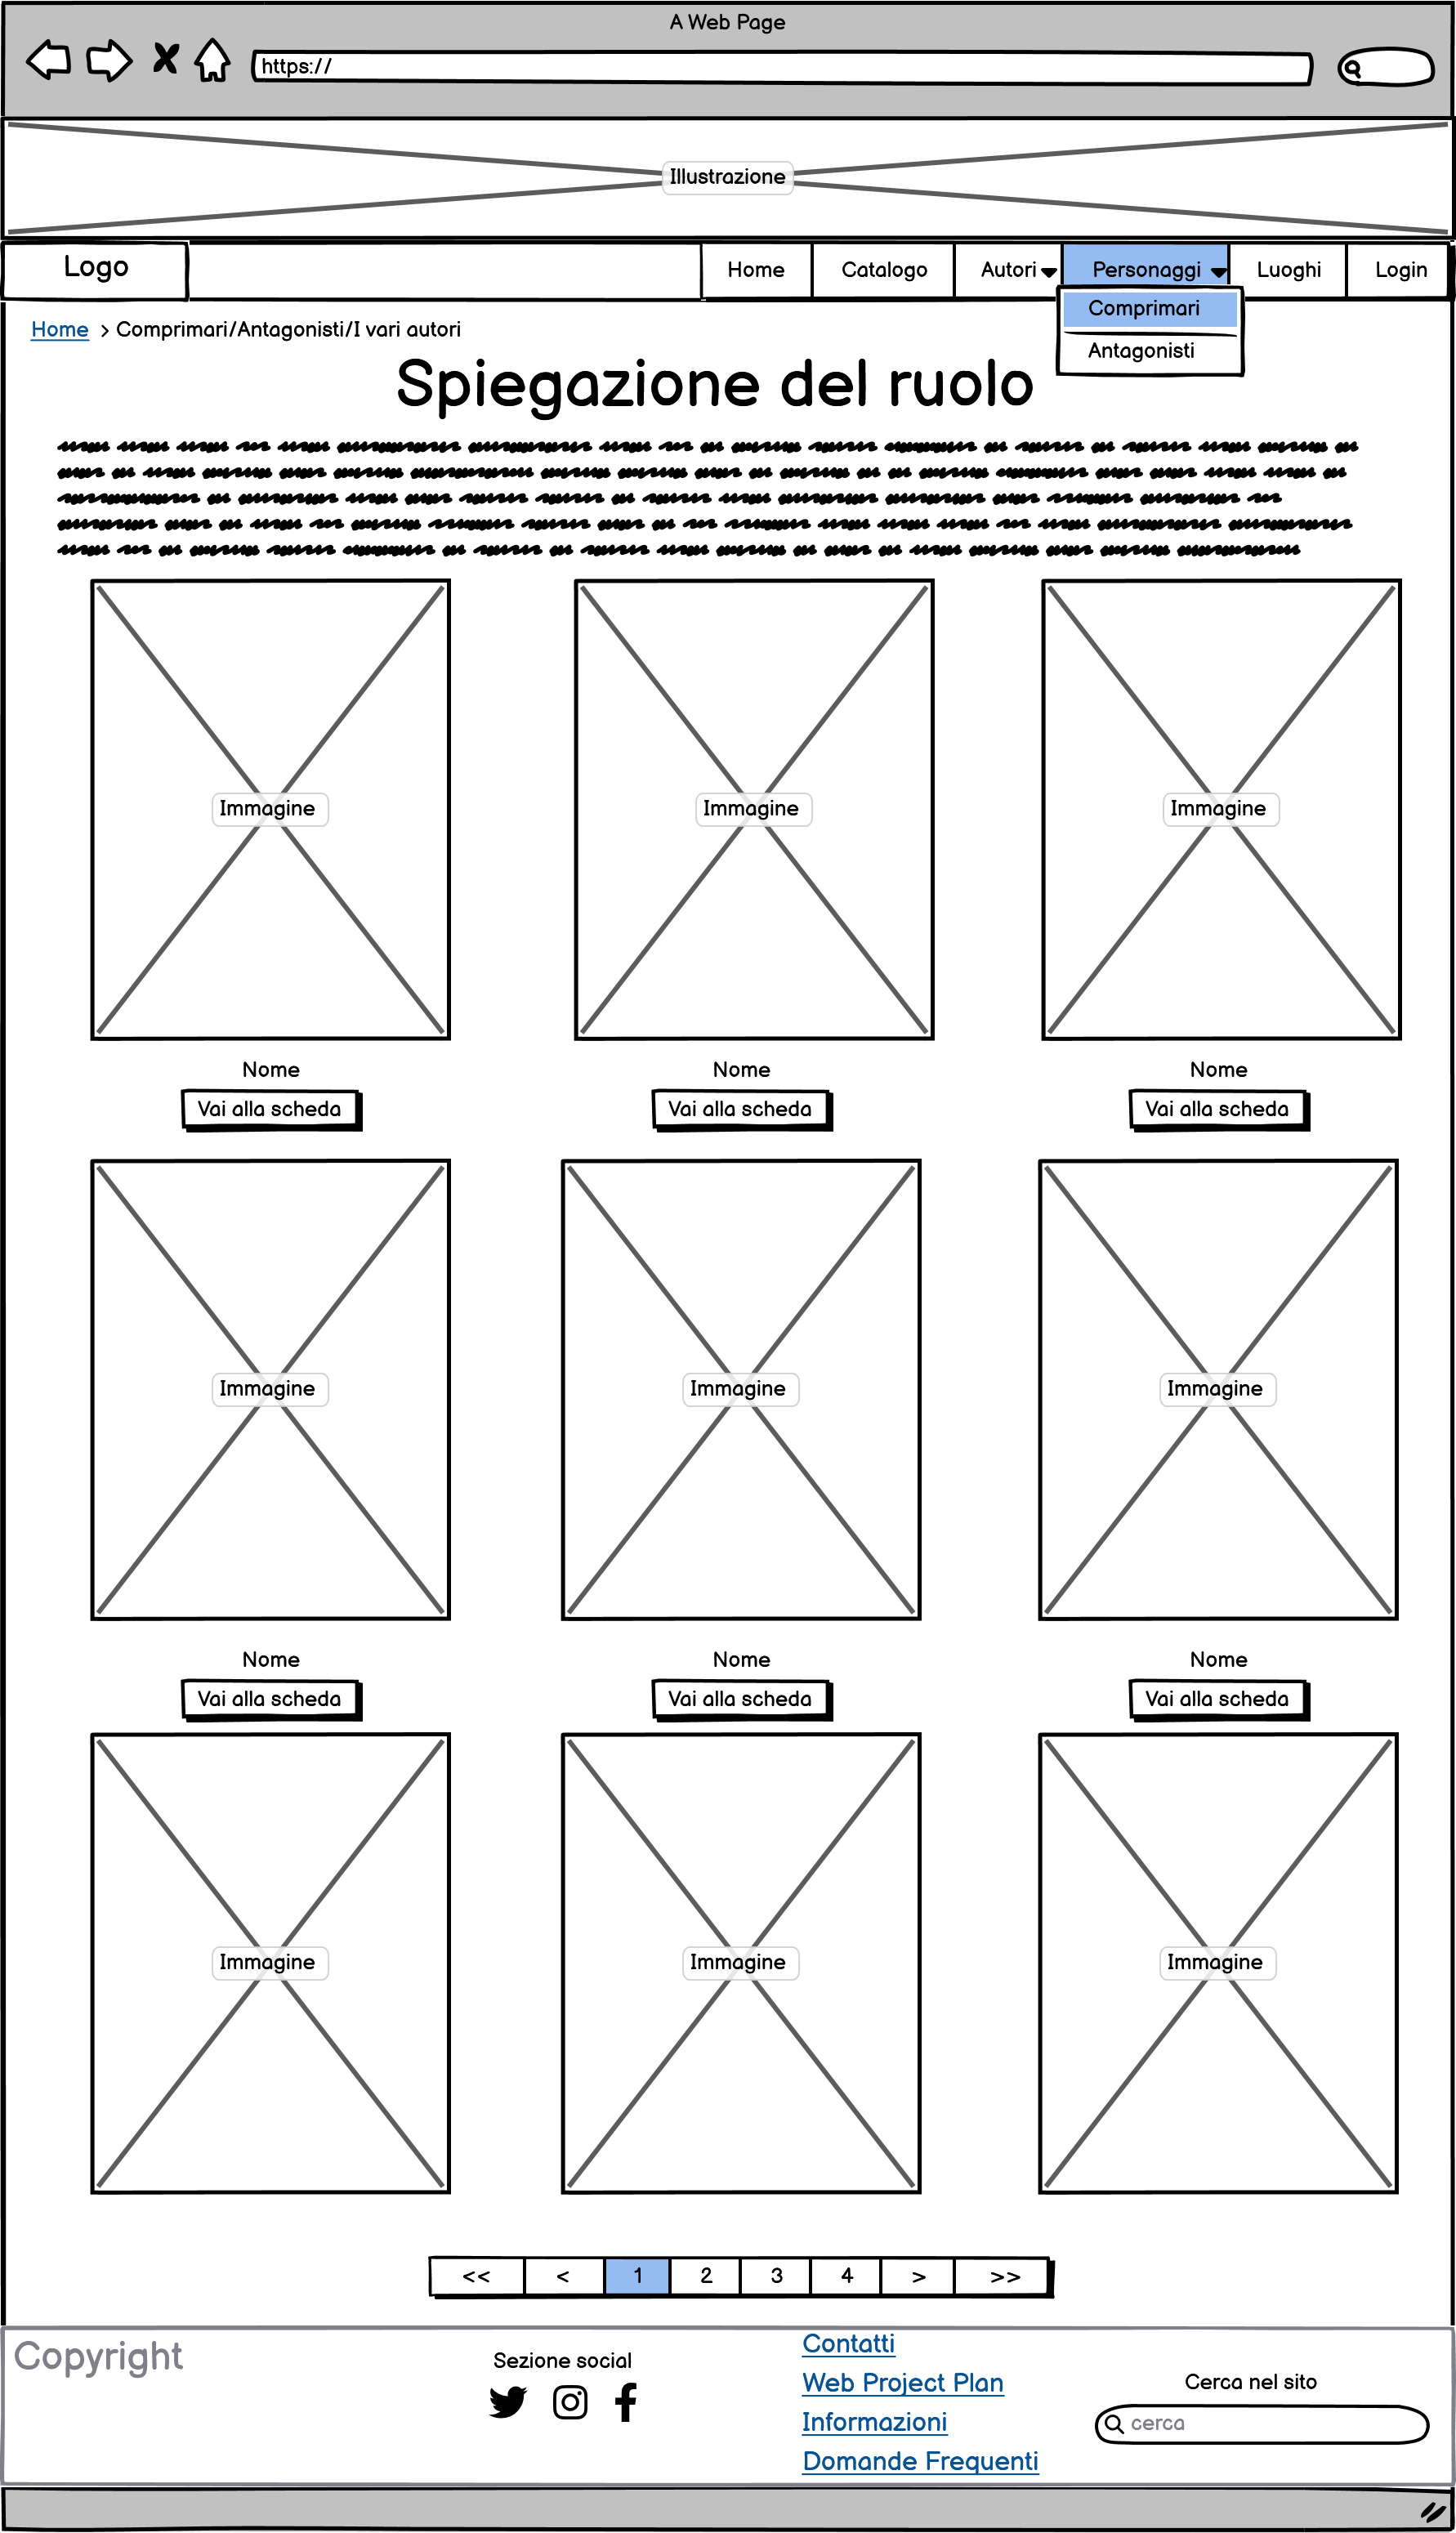 A Web Page
https://
Illustrazione
Logo
Home Catalogo Autori Personaggi Luoghi Login
Comprimari
Antagonisti
Home > Comprimari/Antagonisti/I vari autori
Spiegazione del ruolo
Immagine Immagine Immagine
Nome Nome Nome
Vai alla scheda Vai alla scheda Vai alla scheda
Immagine Immagine Immagine
Nome Nome Nome
Vai alla scheda Vai alla scheda Vai alla scheda
Immagine Immagine Immagine
<< < 1 2 3 4 > >>
Copyright
Sezione social
Contatti
Web Project Plan
Informazioni
Domande Frequenti
Cerca nel sito
cerca